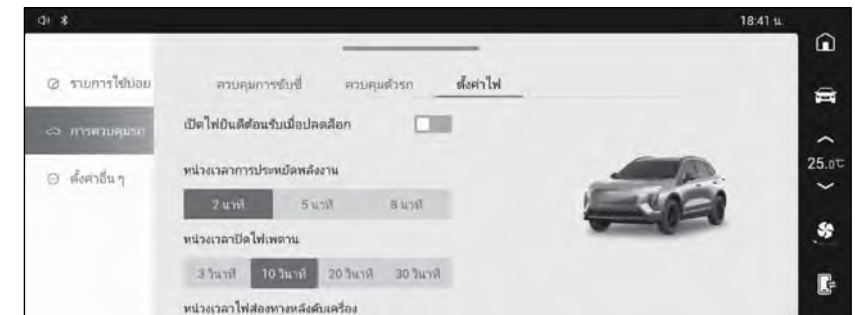 18:41 น.
รายการใช้บ่อย
ควบคุมการขับขี่ ควบคุมตัวรถ ตั้งค่าไฟ
การควบคุมรถ
เปิดไฟยินดีต้อนรับเมื่อปลดล็อก
ตั้งค่าอื่น ๆ
25.0℃
หน่วงเวลาการประหยัดพลังงาน
2 นาที 5 นาที 8 นาที
หน่วงเวลาปิดไฟเพดาน
3 วินาที 10 วินาที 20 วินาที 30 วินาที
หน่วงเวลาไฟส่องทางหลังดับเครื่อง